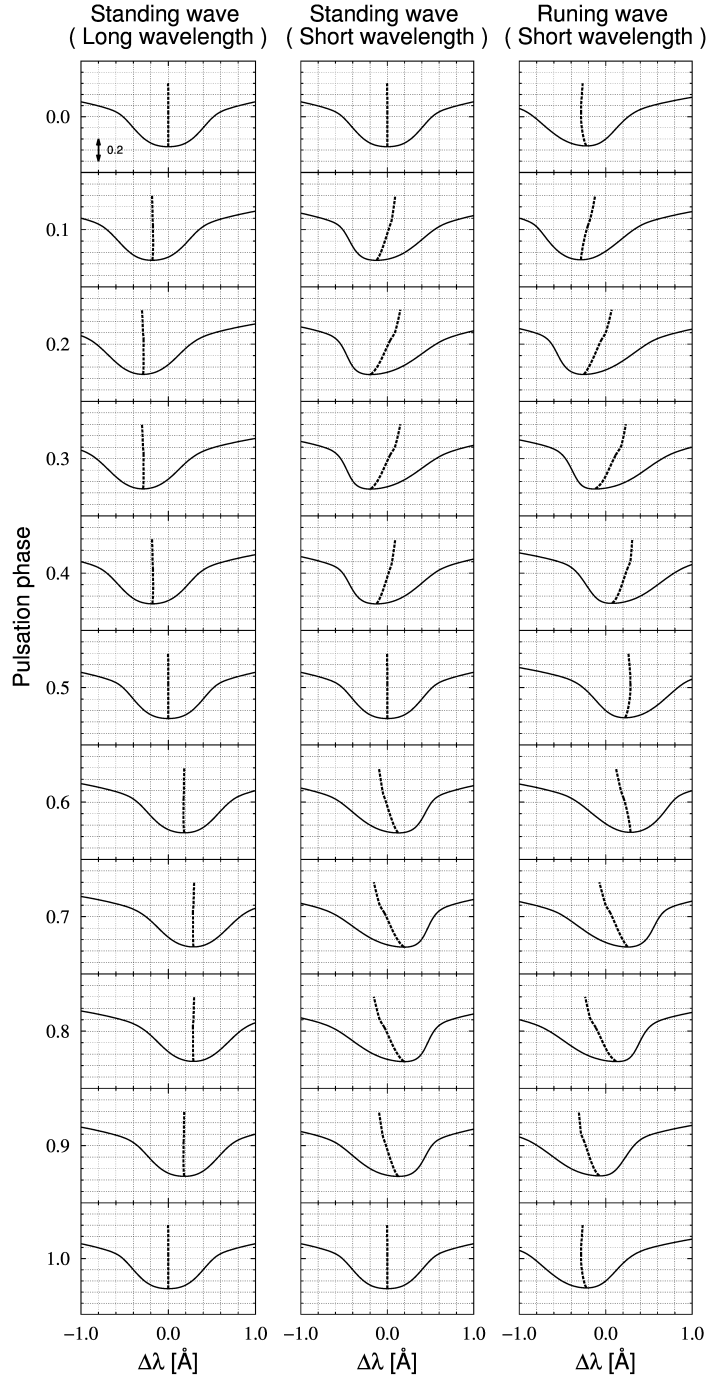 Standing wave
( Long wavelength )
Standing wave
( Short wavelength )
Runing wave
( Short wavelength )
Pulsation phase
0.0
0.2
0.1
0.2
0.3
0.4
0.5
0.6
0.7
0.8
0.9
1.0
−1.0 0.0 1.0 −1.0 0.0 1.0 −1.0 0.0 1.0
Δλ [Å] Δλ [Å] Δλ [Å]